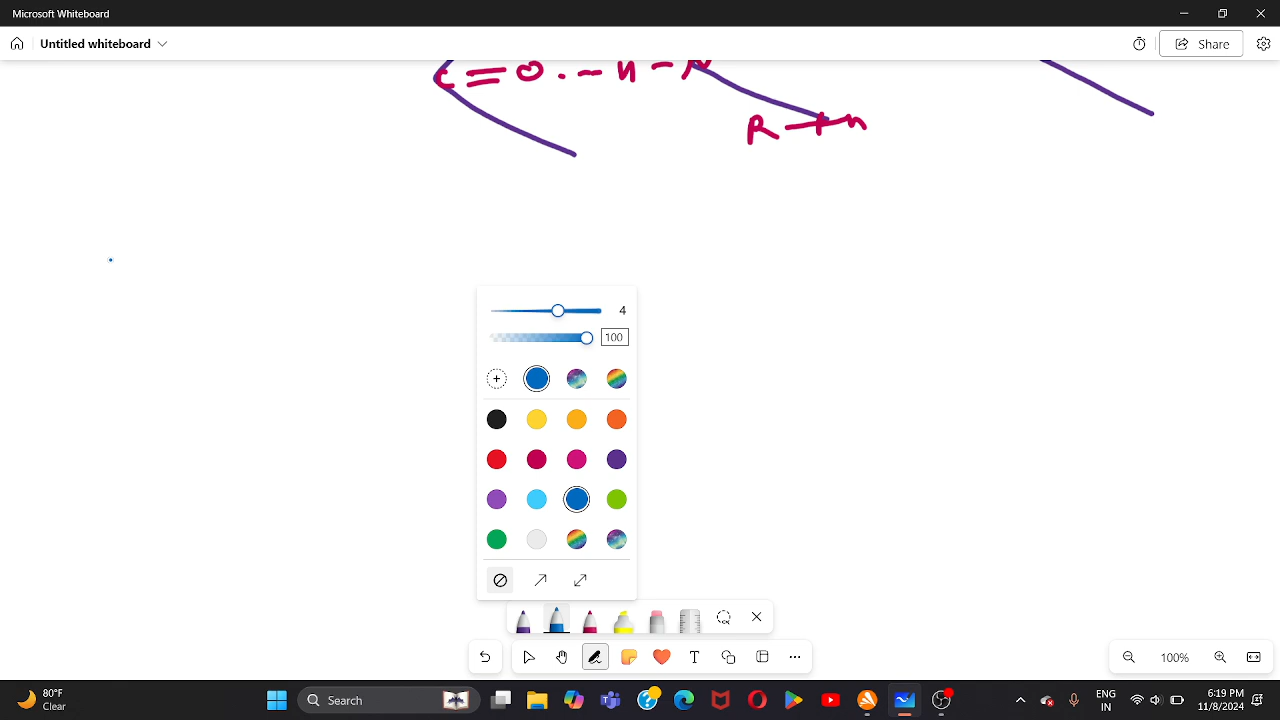 Microsoft Whiteboard
Untitled whiteboard
Share
= 0 . - n -
R → n
4
100
100%
80°F
Clear
Search
ENG
IN
6:19 PM
11/8/2024